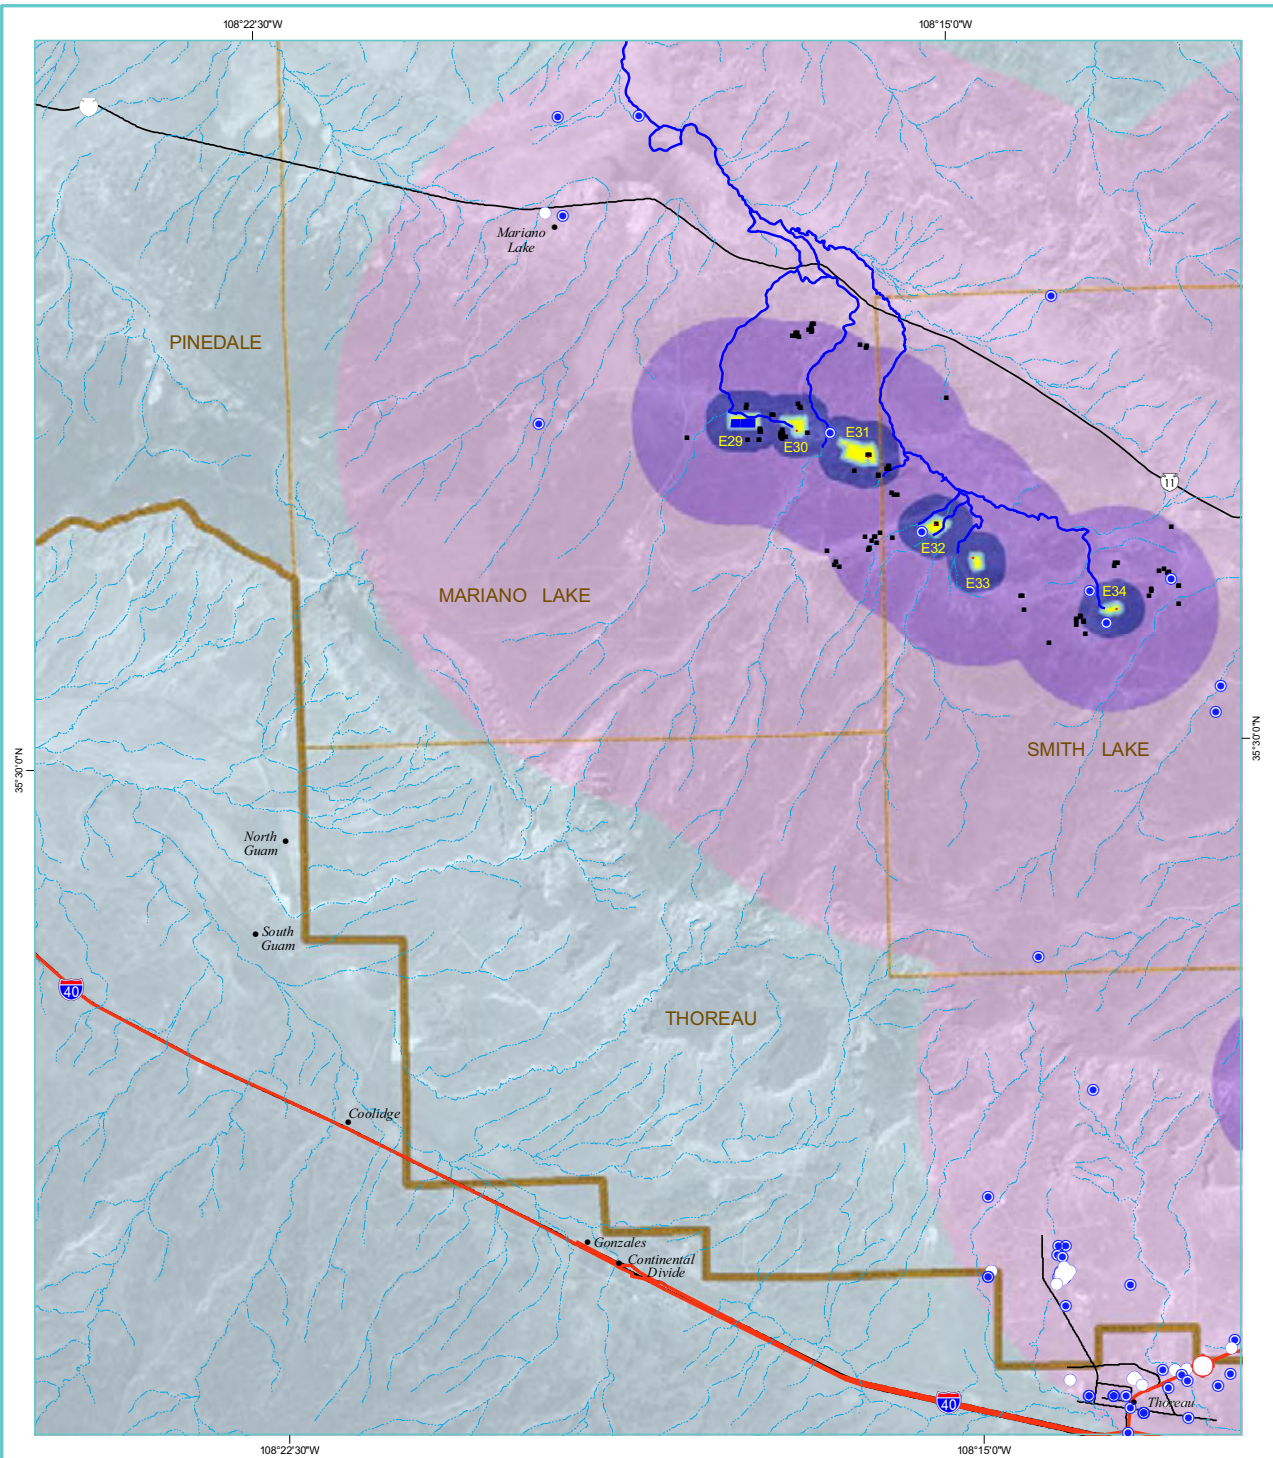 108°22'30"W
108°15'0"W
Mariano
Lake
PINEDALE
E31
E29
E30
11
E32
E33
E34
MARIANO LAKE
SMITH LAKE
35°30'0"N
35°30'0"N
North
Guam
South
Guam
40
THOREAU
Coolidge
Gonzales
Continental
Divide
40
Thoreau
108°22'30"W
108°15'0"W